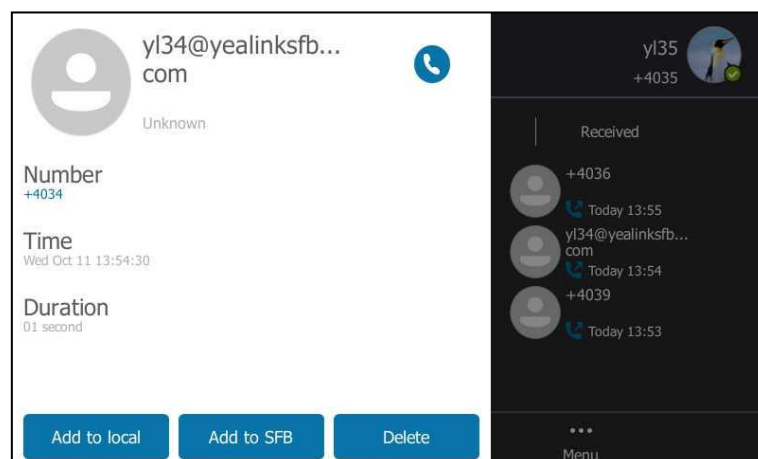 yl34@yealinksfb...
com
Unknown
Number
+4034
Time
Wed Oct 11 13:54:30
Duration
01 second
Add to local
Add to SFB
Delete
yl35
+4035
Received
+4036
Today 13:55
yl34@yealinksfb...
com
Today 13:54
+4039
Today 13:53
Menu